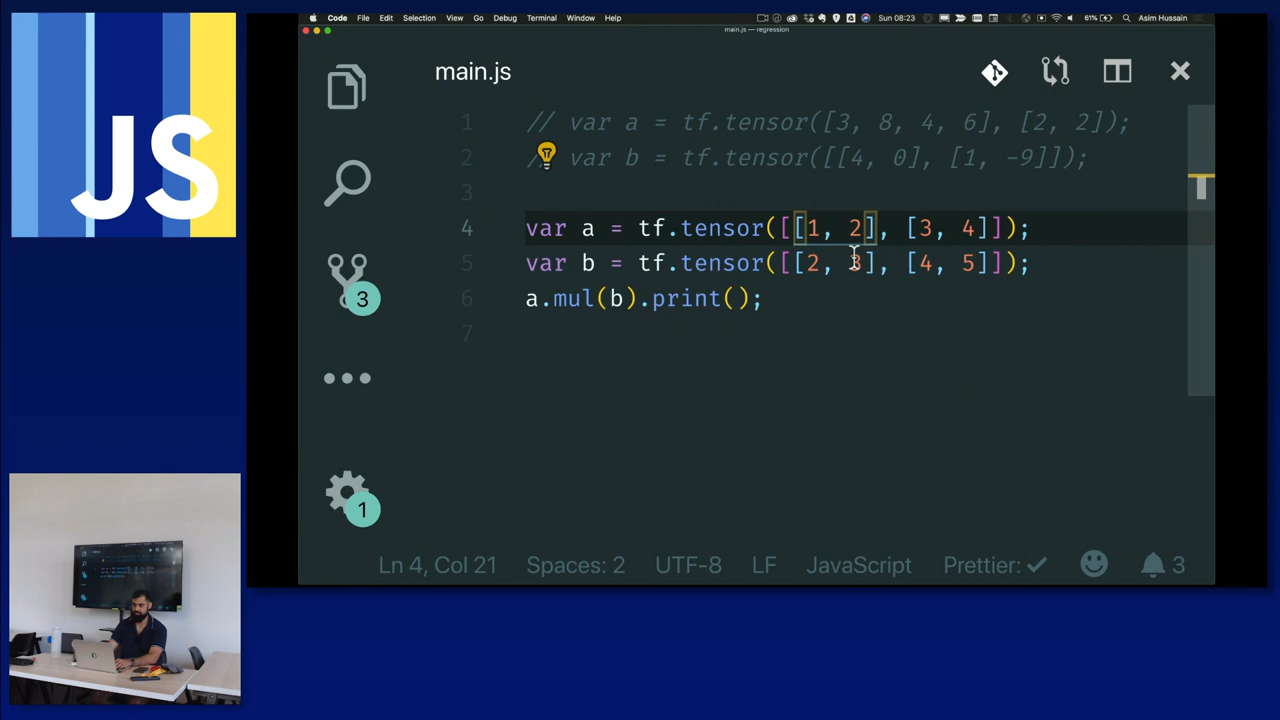 Code File Edit Selection View Go Debug Terminal Window Help Sun 08:23 61% Asim Hussain
main.js — regression
JS
main.js
1 // var a = tf.tensor([3, 8, 4, 6], [2, 2]);
2 // var b = tf.tensor([[4, 0], [1, -9]]);
3
4 var a = tf.tensor([[1, 2], [3, 4]]);
5 var b = tf.tensor([[2, 3], [4, 5]]);
6 a.mul(b).print();
7
3
1
Ln 4, Col 21 Spaces: 2 UTF-8 LF JavaScript Prettier: ✓ 3